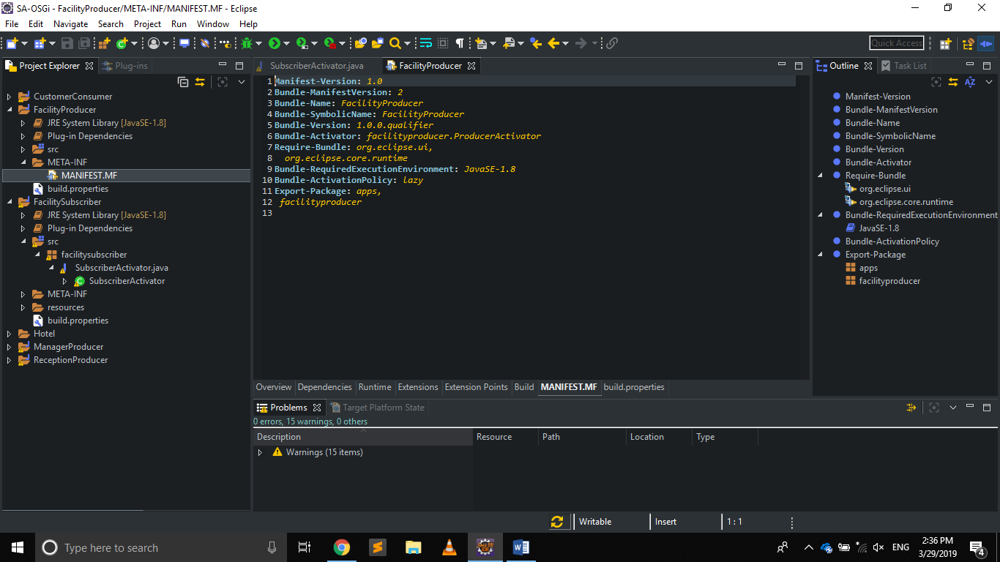 SA-OSGi - FacilityProducer/META-INF/MANIFEST.MF - Eclipse
File Edit Navigate Search Project Run Window Help
Quick Access
Project Explorer
Plug-ins
CustomerConsumer
FacilityProducer
JRE System Library [JavaSE-1.8]
Plug-in Dependencies
src
META-INF
MANIFEST.MF
build.properties
FacilitySubscriber
JRE System Library [JavaSE-1.8]
Plug-in Dependencies
src
facilitysubscriber
SubscriberActivator.java
SubscriberActivator
META-INF
resources
build.properties
Hotel
ManagerProducer
ReceptionProducer
SubscriberActivator.java
FacilityProducer
1 Manifest-Version: 1.0
2 Bundle-ManifestVersion: 2
3 Bundle-Name: FacilityProducer
4 Bundle-SymbolicName: FacilityProducer
5 Bundle-Version: 1.0.0.qualifier
6 Bundle-Activator: facilityproducer.ProducerActivator
7 Require-Bundle: org.eclipse.ui,
8 org.eclipse.core.runtime
9 Bundle-RequiredExecutionEnvironment: JavaSE-1.8
10 Bundle-ActivationPolicy: lazy
11 Export-Package: apps,
12 facilityproducer
13
Overview Dependencies Runtime Extensions Extension Points Build MANIFEST.MF build.properties
Outline
Task List
Manifest-Version
Bundle-ManifestVersion
Bundle-Name
Bundle-SymbolicName
Bundle-Version
Bundle-Activator
Require-Bundle
org.eclipse.ui
org.eclipse.core.runtime
Bundle-RequiredExecutionEnvironment
JavaSE-1.8
Bundle-ActivationPolicy
Export-Package
apps
facilityproducer
Problems
Target Platform State
0 errors, 15 warnings, 0 others
Description Resource Path Location Type
Warnings (15 items)
Writable Insert 1 : 1
Type here to search
ENG
2:36 PM
3/29/2019
4